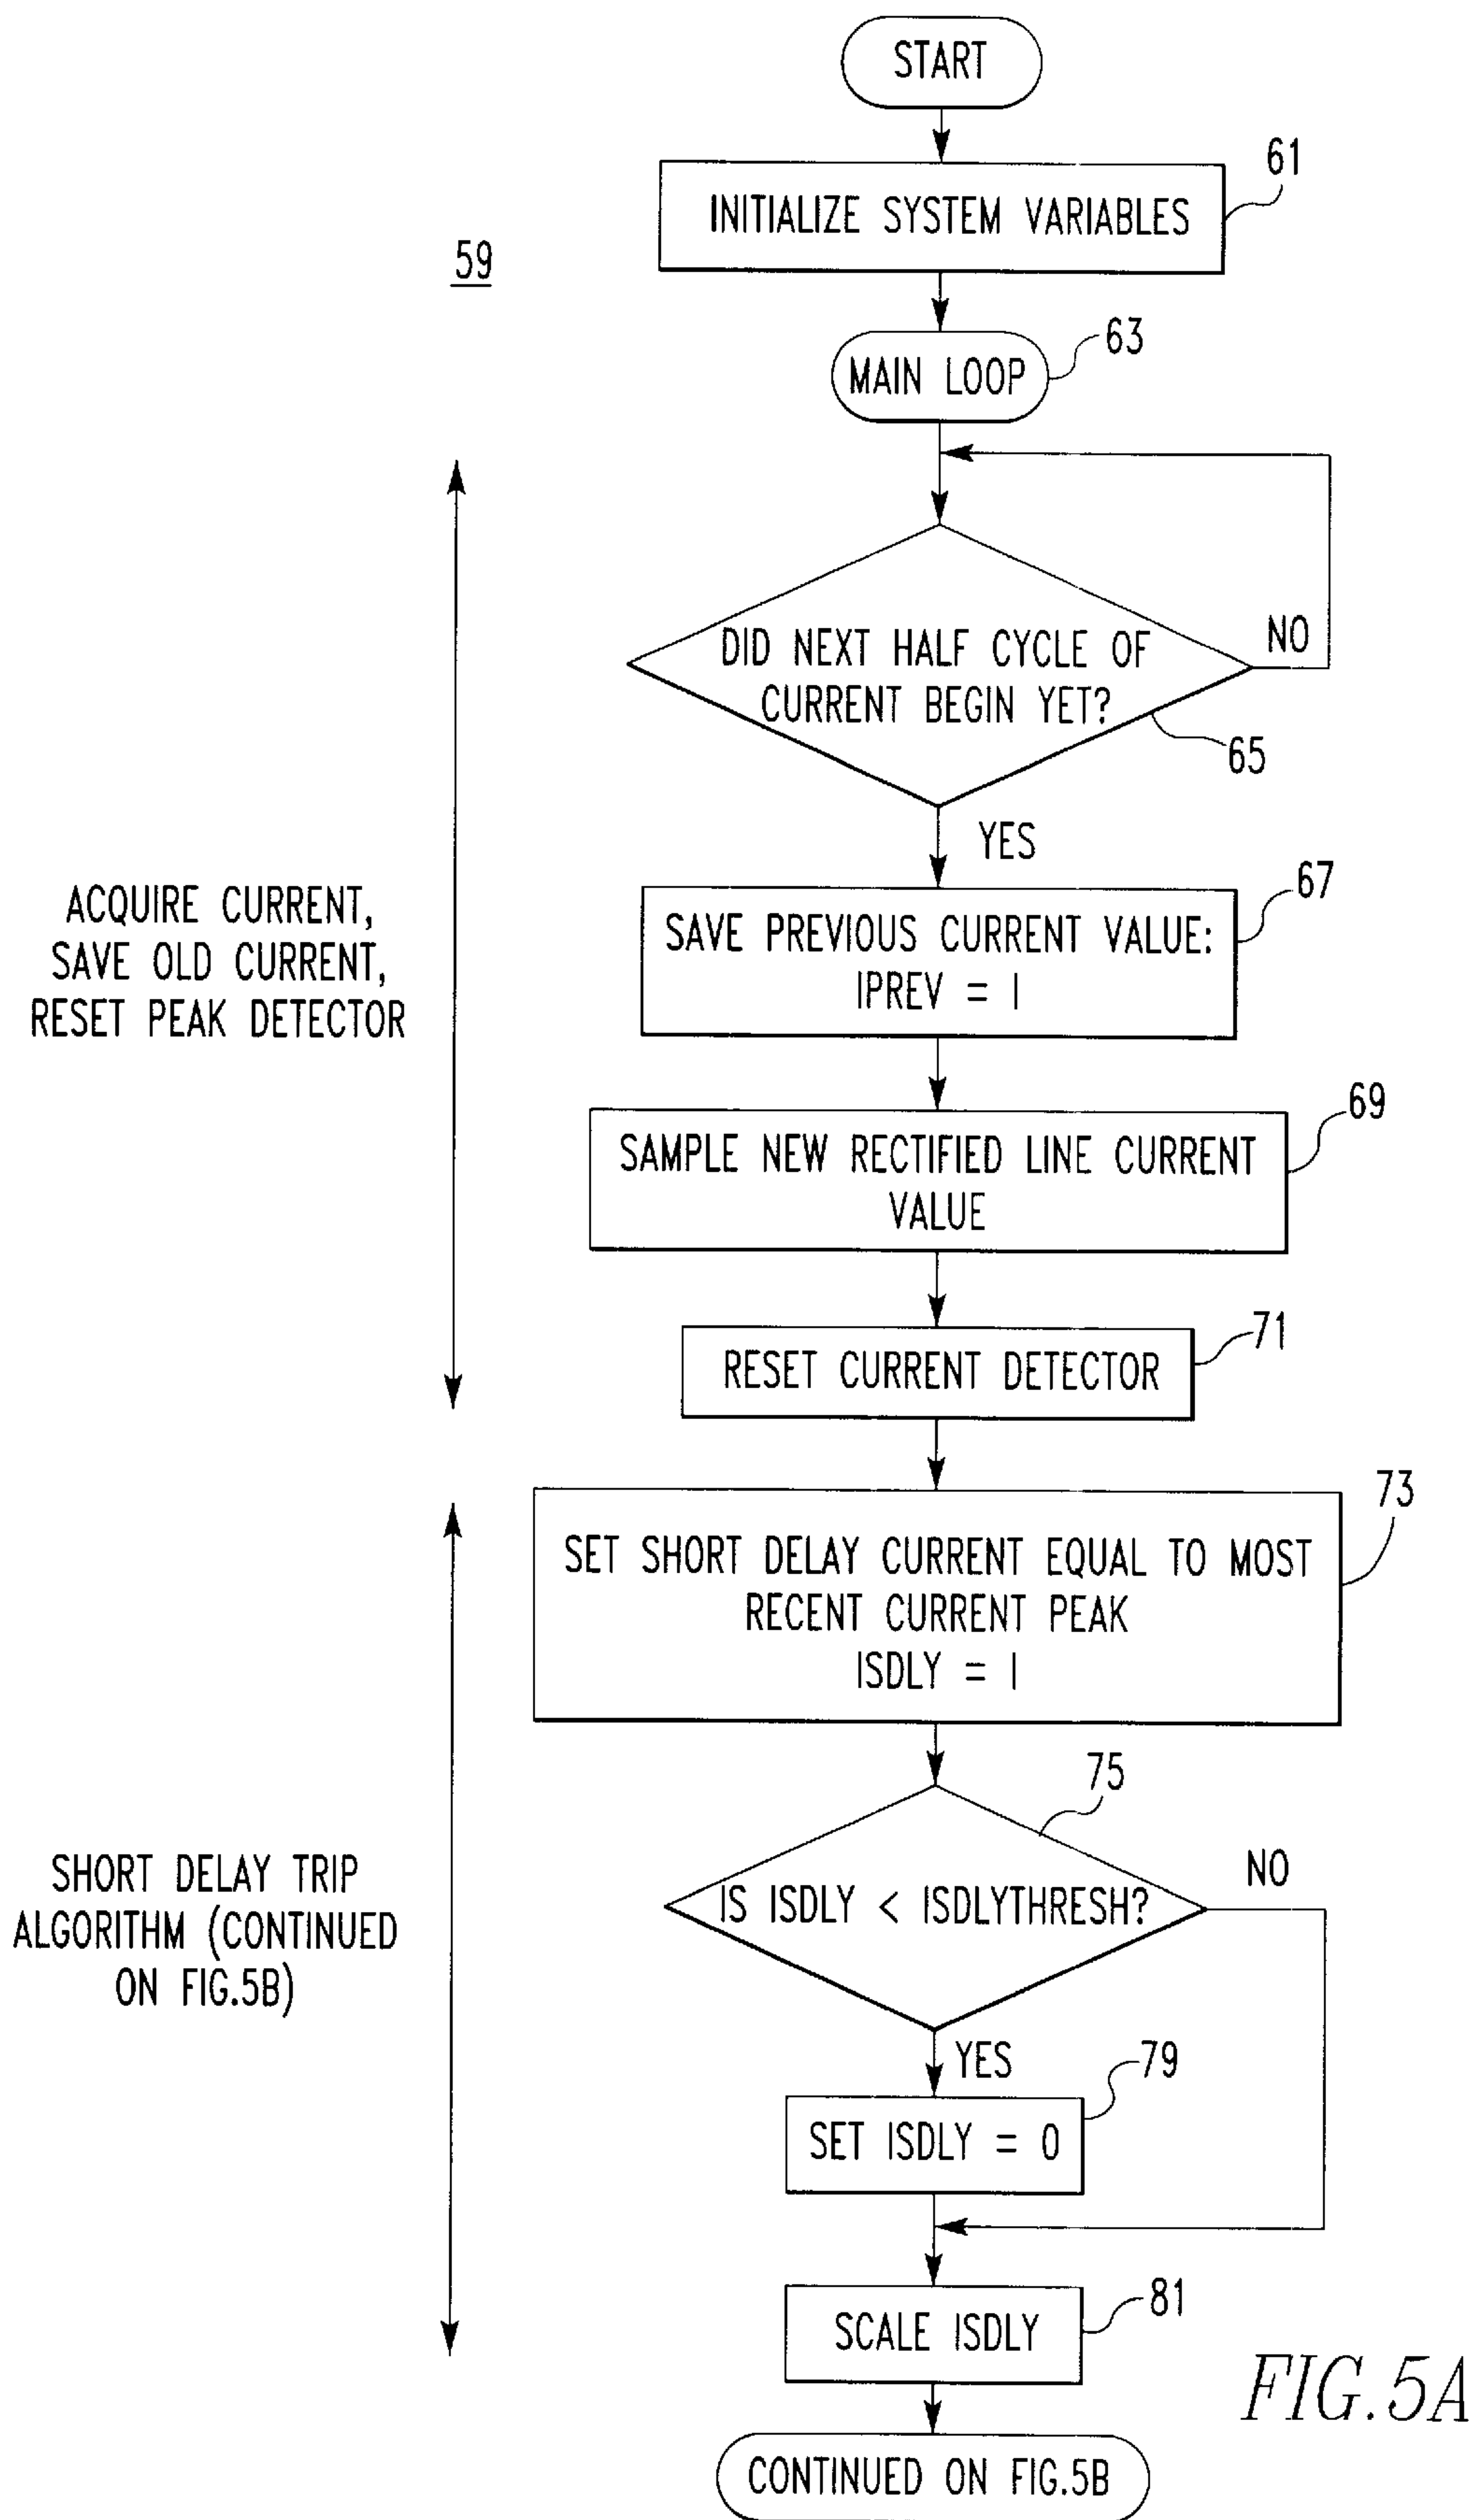 START
61
INITIALIZE SYSTEM VARIABLES
59
63
MAIN LOOP
NO
DID NEXT HALF CYCLE OF
CURRENT BEGIN YET?
65
YES
67
ACQUIRE CURRENT,
SAVE OLD CURRENT,
RESET PEAK DETECTOR
SAVE PREVIOUS CURRENT VALUE:
IPREV = I
69
SAMPLE NEW RECTIFIED LINE CURRENT
VALUE
71
RESET CURRENT DETECTOR
73
SET SHORT DELAY CURRENT EQUAL TO MOST
RECENT CURRENT PEAK
ISDLY = I
75
SHORT DELAY TRIP
ALGORITHM (CONTINUED
ON FIG.5B)
NO
IS ISDLY < ISDLYTHRESH?
YES
79
SET ISDLY = 0
81
SCALE ISDLY
FIG.5A
CONTINUED ON FIG.5B